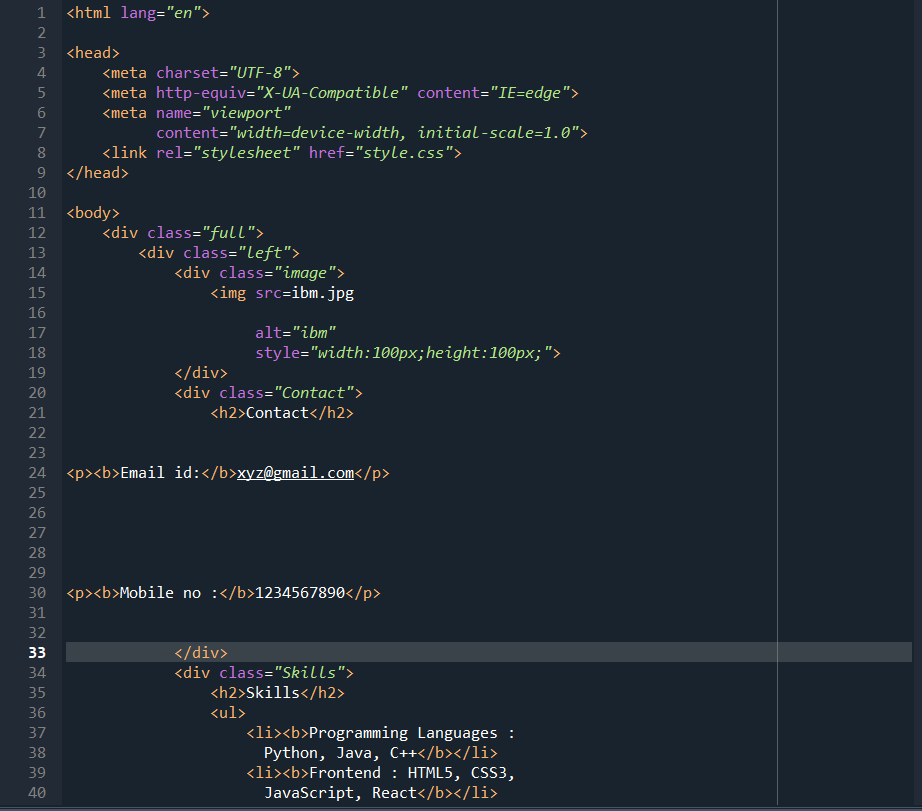 1 <html lang="en">
2
3 <head>
4     <meta charset="UTF-8">
5     <meta http-equiv="X-UA-Compatible" content="IE=edge">
6     <meta name="viewport"
7           content="width=device-width, initial-scale=1.0">
8     <link rel="stylesheet" href="style.css">
9 </head>
10
11 <body>
12     <div class="full">
13         <div class="left">
14             <div class="image">
15                 <img src=ibm.jpg
16
17                      alt="ibm"
18                      style="width:100px;height:100px;">
19             </div>
20             <div class="Contact">
21                 <h2>Contact</h2>
22
23
24 <p><b>Email id:</b>xyz@gmail.com</p>
25
26
27
28
29
30 <p><b>Mobile no :</b>1234567890</p>
31
32
33             </div>
34             <div class="Skills">
35                 <h2>Skills</h2>
36                 <ul>
37                     <li><b>Programming Languages :
38                       Python, Java, C++</b></li>
39                     <li><b>Frontend : HTML5, CSS3,
40                       JavaScript, React</b></li>